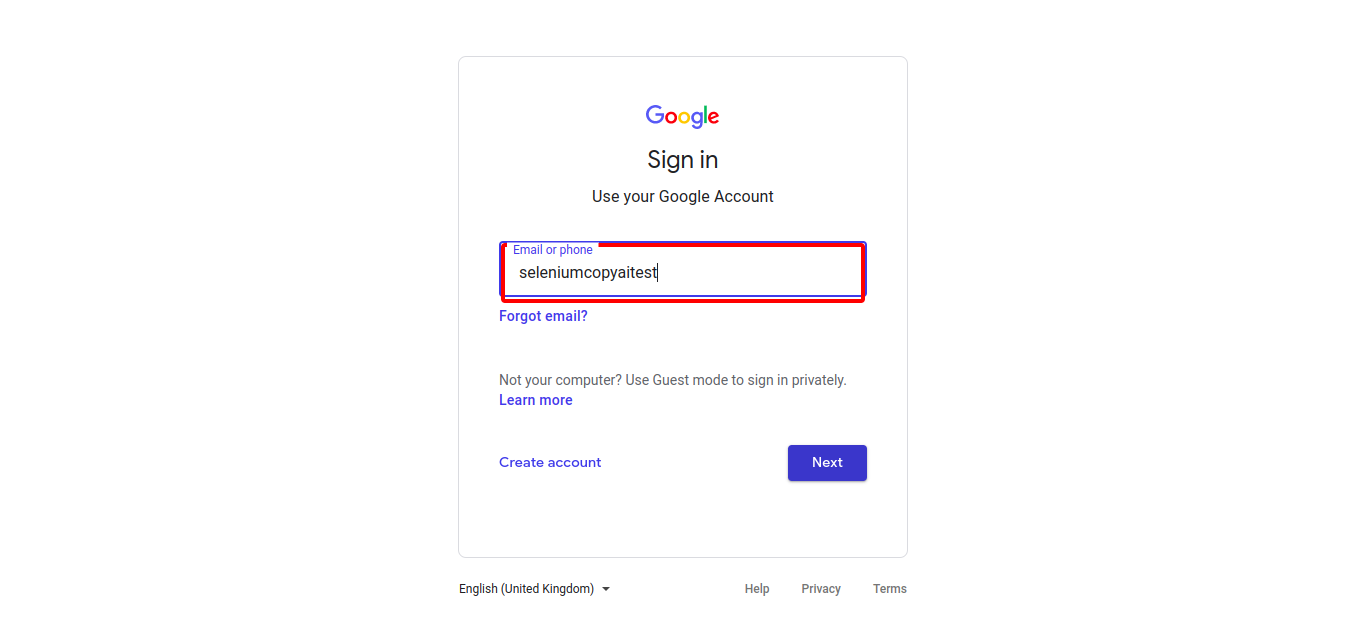 Google
Sign in
Use your Google Account
Email or phone
seleniumcopyaitest
Forgot email?
Not your computer? Use Guest mode to sign in privately.
Learn more
Create account
Next
English (United Kingdom)
Help
Privacy
Terms